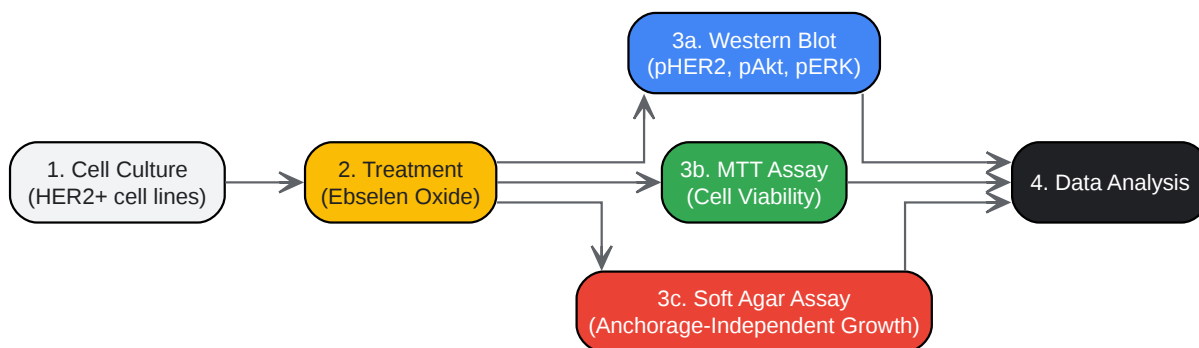 1. Cell Culture
(HER2+ cell lines)
2. Treatment
(Ebselen Oxide)
3a. Western Blot
(pHER2, pAkt, pERK)
3b. MTT Assay
(Cell Viability)
3c. Soft Agar Assay
(Anchorage-Independent Growth)
4. Data Analysis